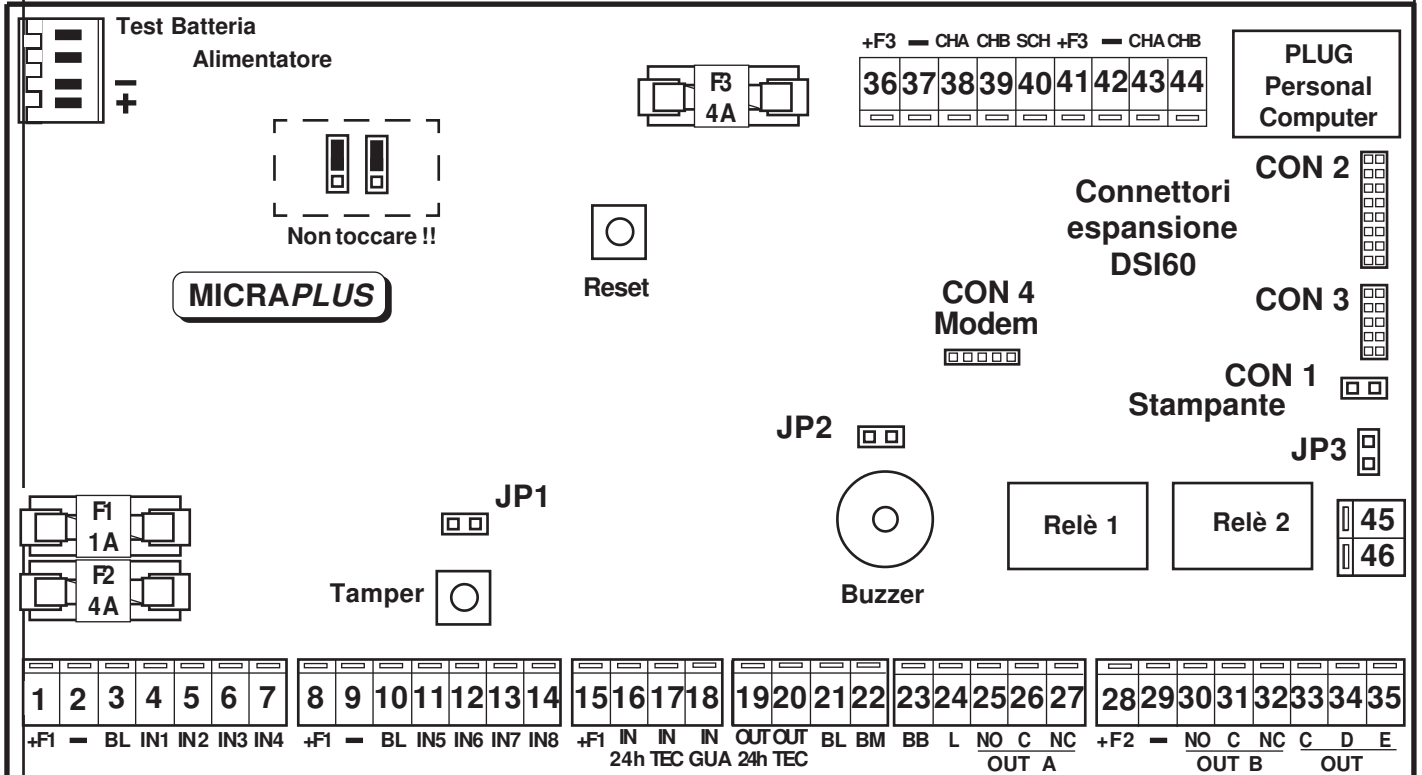 Test Batteria
Alimentatore
−
+
Non toccare !!
MICRAPLUS
F3
4A
Reset
+F3 − CHA CHB SCH +F3 − CHA CHB
36 37 38 39 40 41 42 43 44
PLUG
Personal
Computer
CON 2
Connettori
espansione
DSI60
CON 3
CON 4
Modem
CON 1
Stampante
JP2
JP3
JP1
F1
1A
F2
4A
Tamper
Buzzer
Relè 1
Relè 2
45
46
1 2 3 4 5 6 7 8 9 10 11 12 13 14 15 16 17 18 19 20 21 22 23 24 25 26 27 28 29 30 31 32 33 34 35
+F1 − BL IN1 IN2 IN3 IN4 +F1 − BL IN5 IN6 IN7 IN8 +F1 IN IN IN OUT OUT BL BM BB L NO C NC +F2 − NO C NC C D E
24h TEC GUA 24h TEC OUT A OUT B OUT